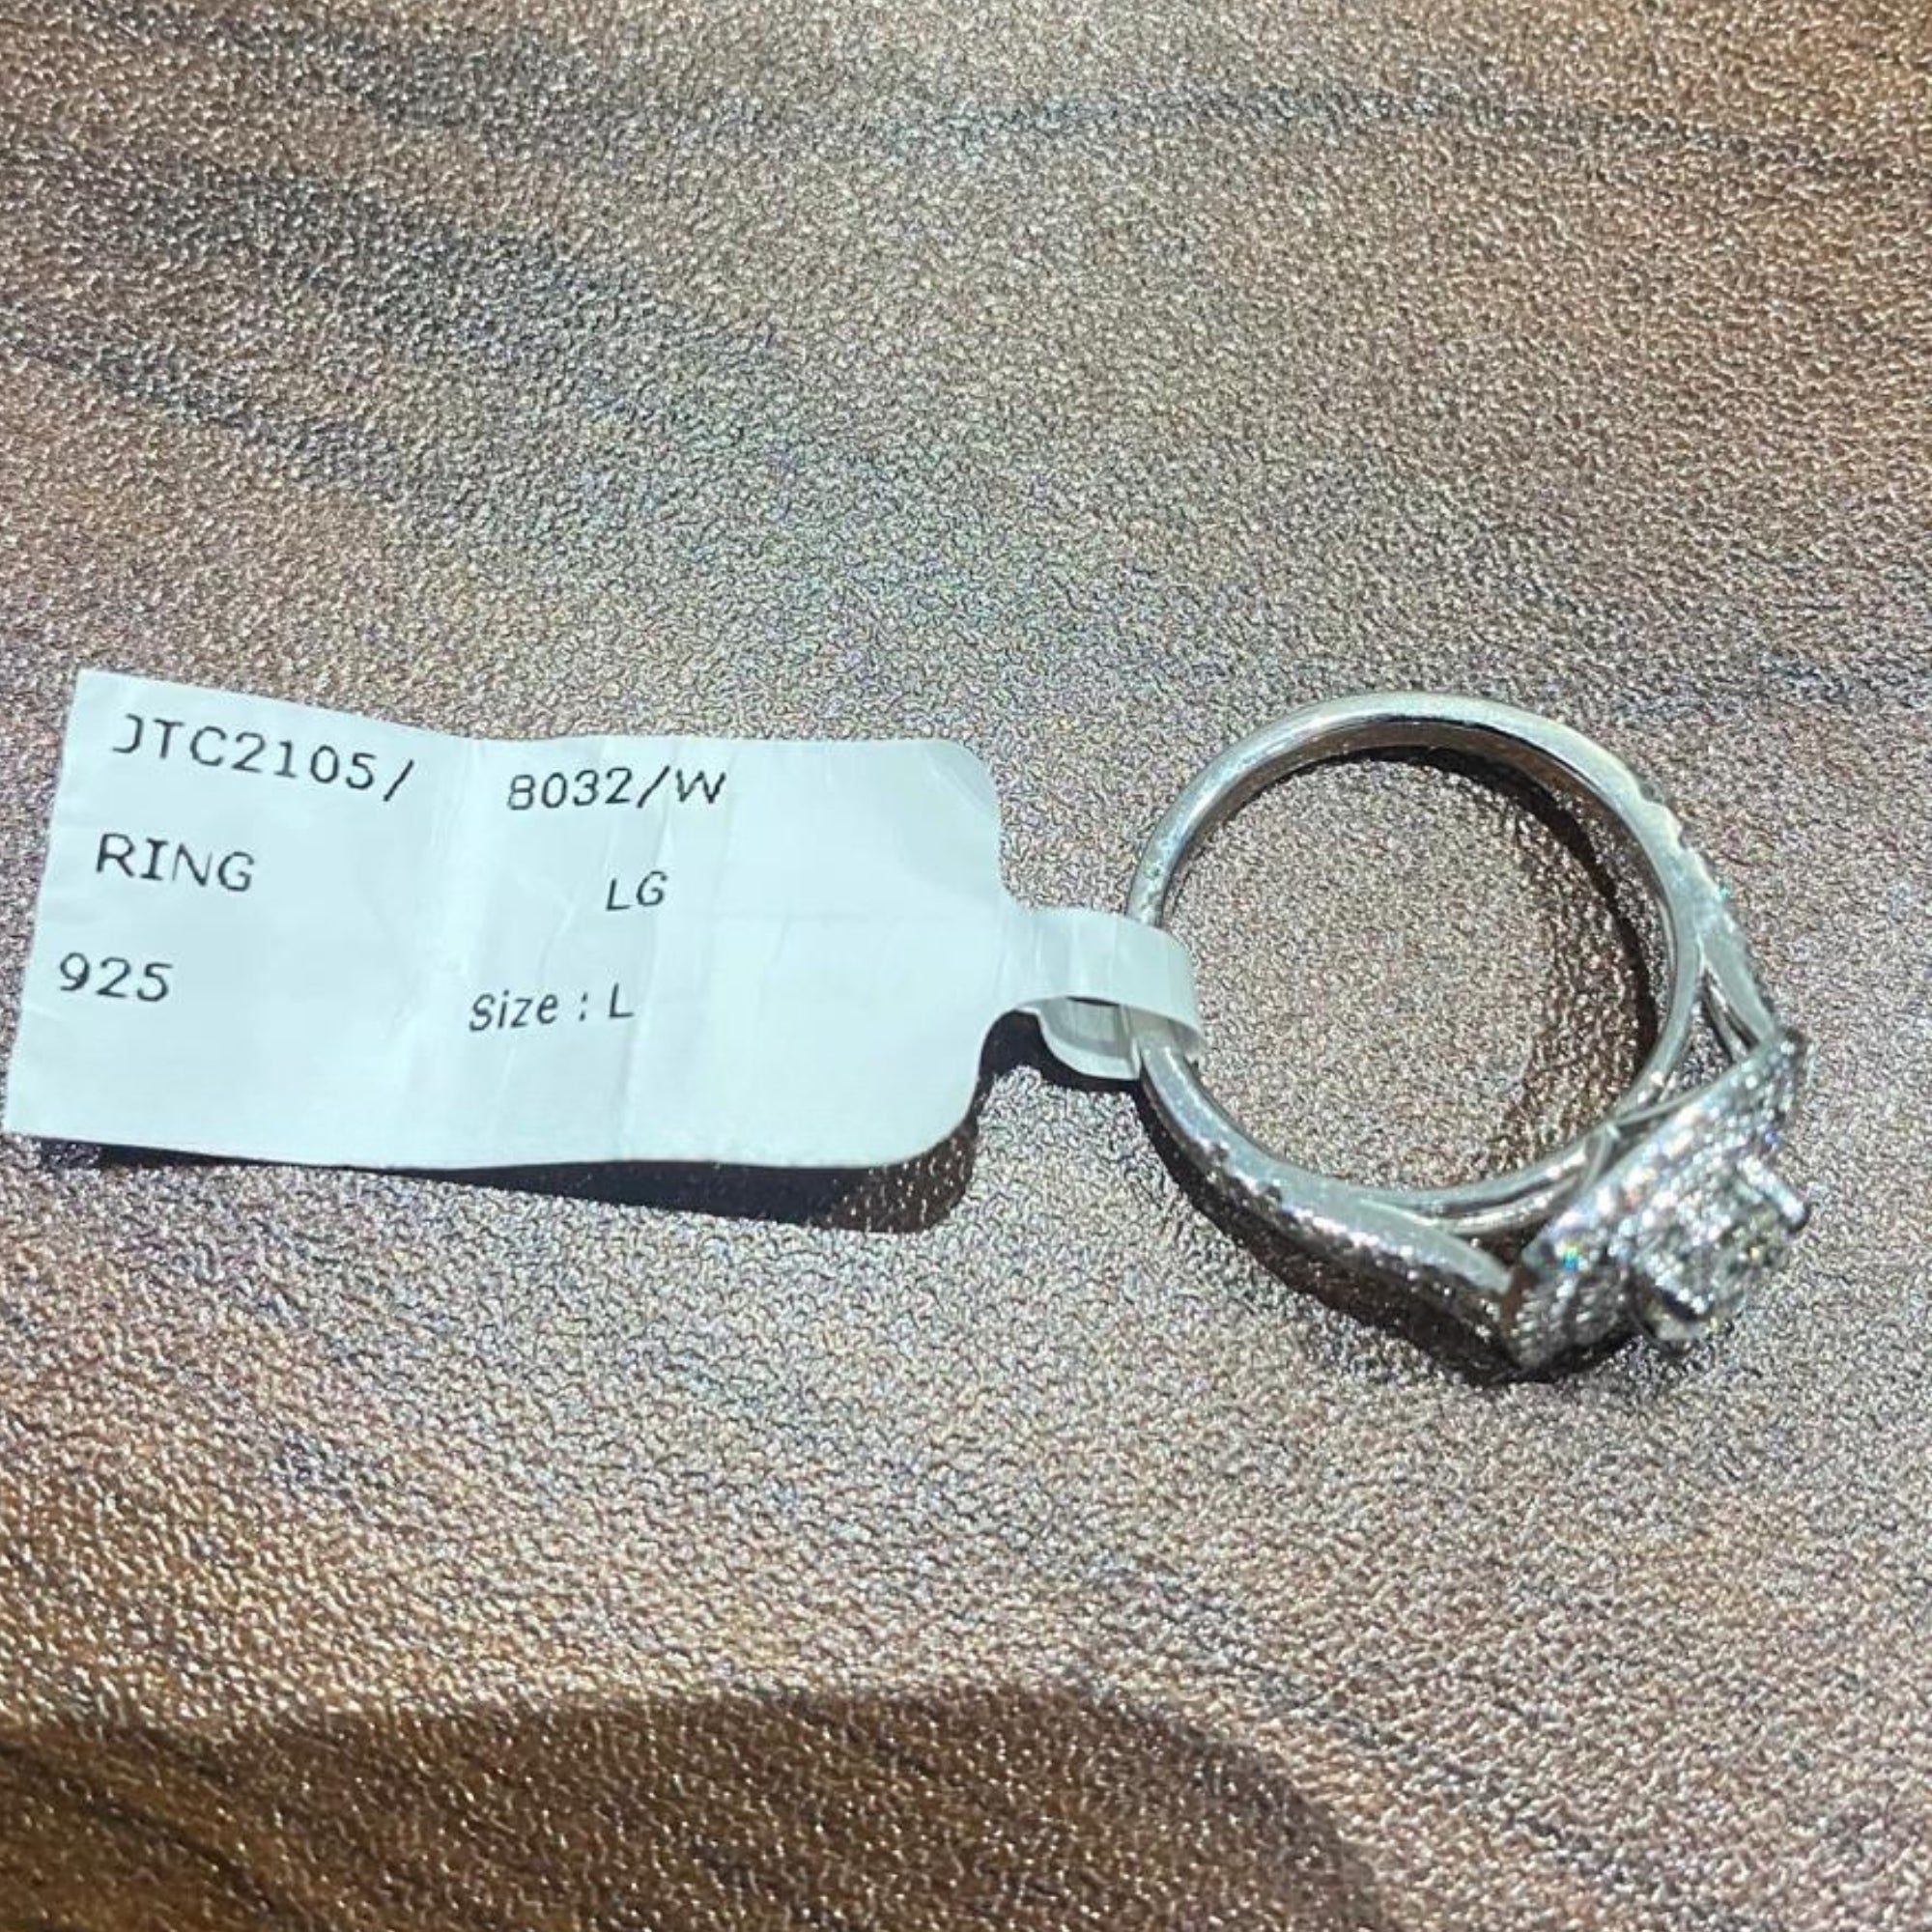 JTC2105/ 8032/W
RING LG
925 Size : L